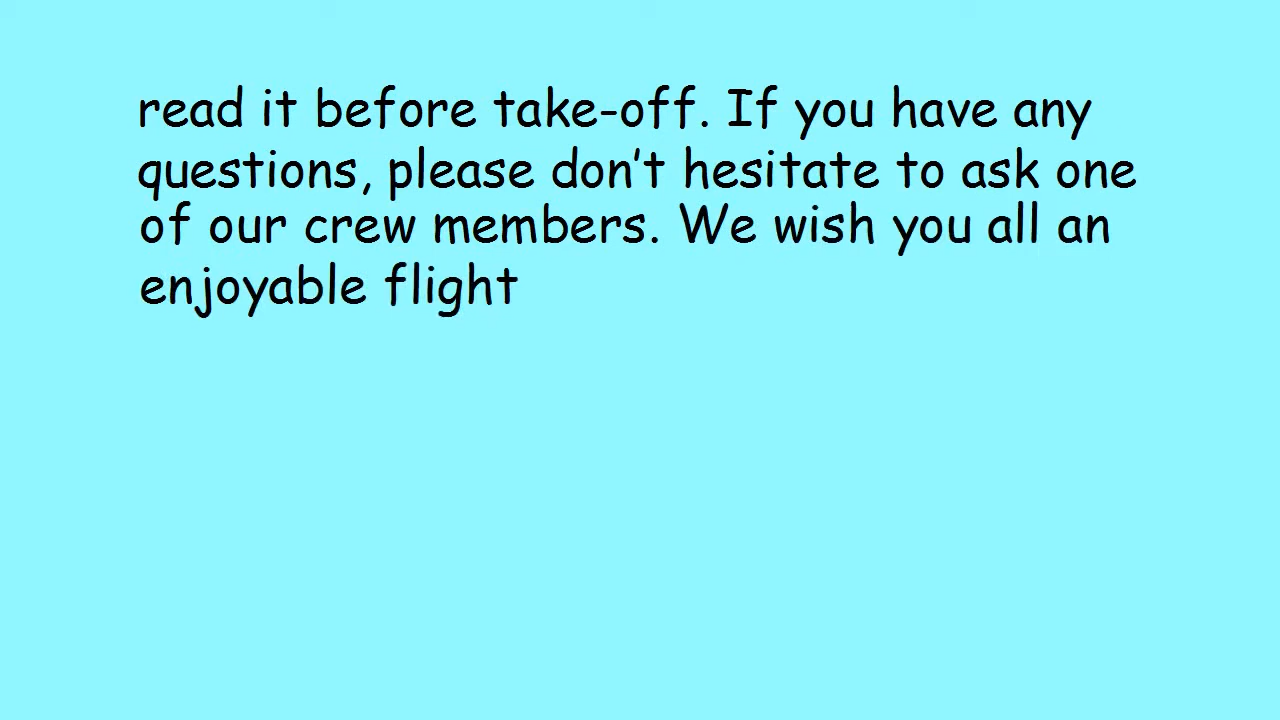 read it before take-off. If you have any
questions, please don't hesitate to ask one
of our crew members. We wish you all an
enjoyable flight